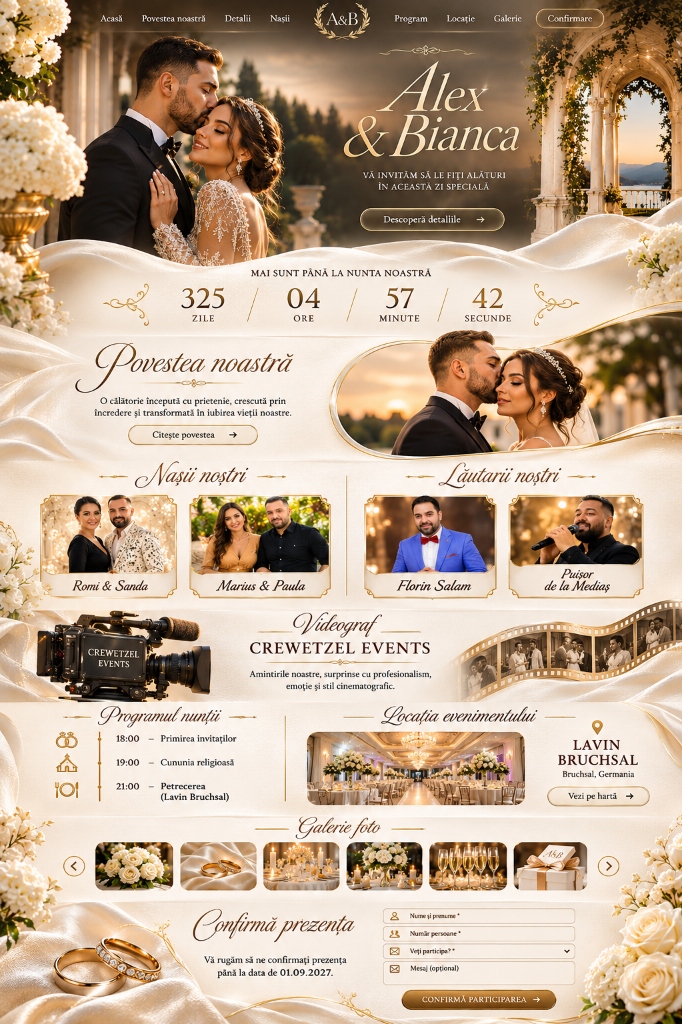 Acasă
Povestea noastră
Detalii
Nașii
A&B
Program
Locație
Galerie
Confirmare
Alex
& Bianca
VĂ INVITĂM SĂ LE FIȚI ALĂTURI
ÎN ACEASTĂ ZI SPECIALĂ
Descoperă detaliile →
MAI SUNT PÂNĂ LA NUNTA NOASTRĂ
325
ZILE
04
ORE
57
MINUTE
42
SECUNDE
Povestea noastră
O călătorie începută cu prietenie, crescută prin
încredere și transformată în iubirea vieții noastre.
Citește povestea →
Nașii noștri
Romi & Sanda
Marius & Paula
Lăutarii noștri
Florin Salam
Puișor
de la Mediaș
CREWETZEL
EVENTS
Videograf
CREWETZEL EVENTS
Amintirile noastre, surprinse cu profesionalism,
emoție și stil cinematografic.
Programul nunții
18:00 – Primirea invitaților
19:00 – Cununia religioasă
21:00 – Petrecerea
(Lavin Bruchsal)
Locația evenimentului
LAVIN
BRUCHSAL
Bruchsal, Germania
Vezi pe hartă →
Galerie foto
A&B
Confirmă prezența
Vă rugăm să ne confirmați prezența
până la data de 01.09.2027.
Nume și prenume *
Număr persoane *
Veți participa? *
Mesaj (opțional)
CONFIRMĂ PARTICIPAREA →